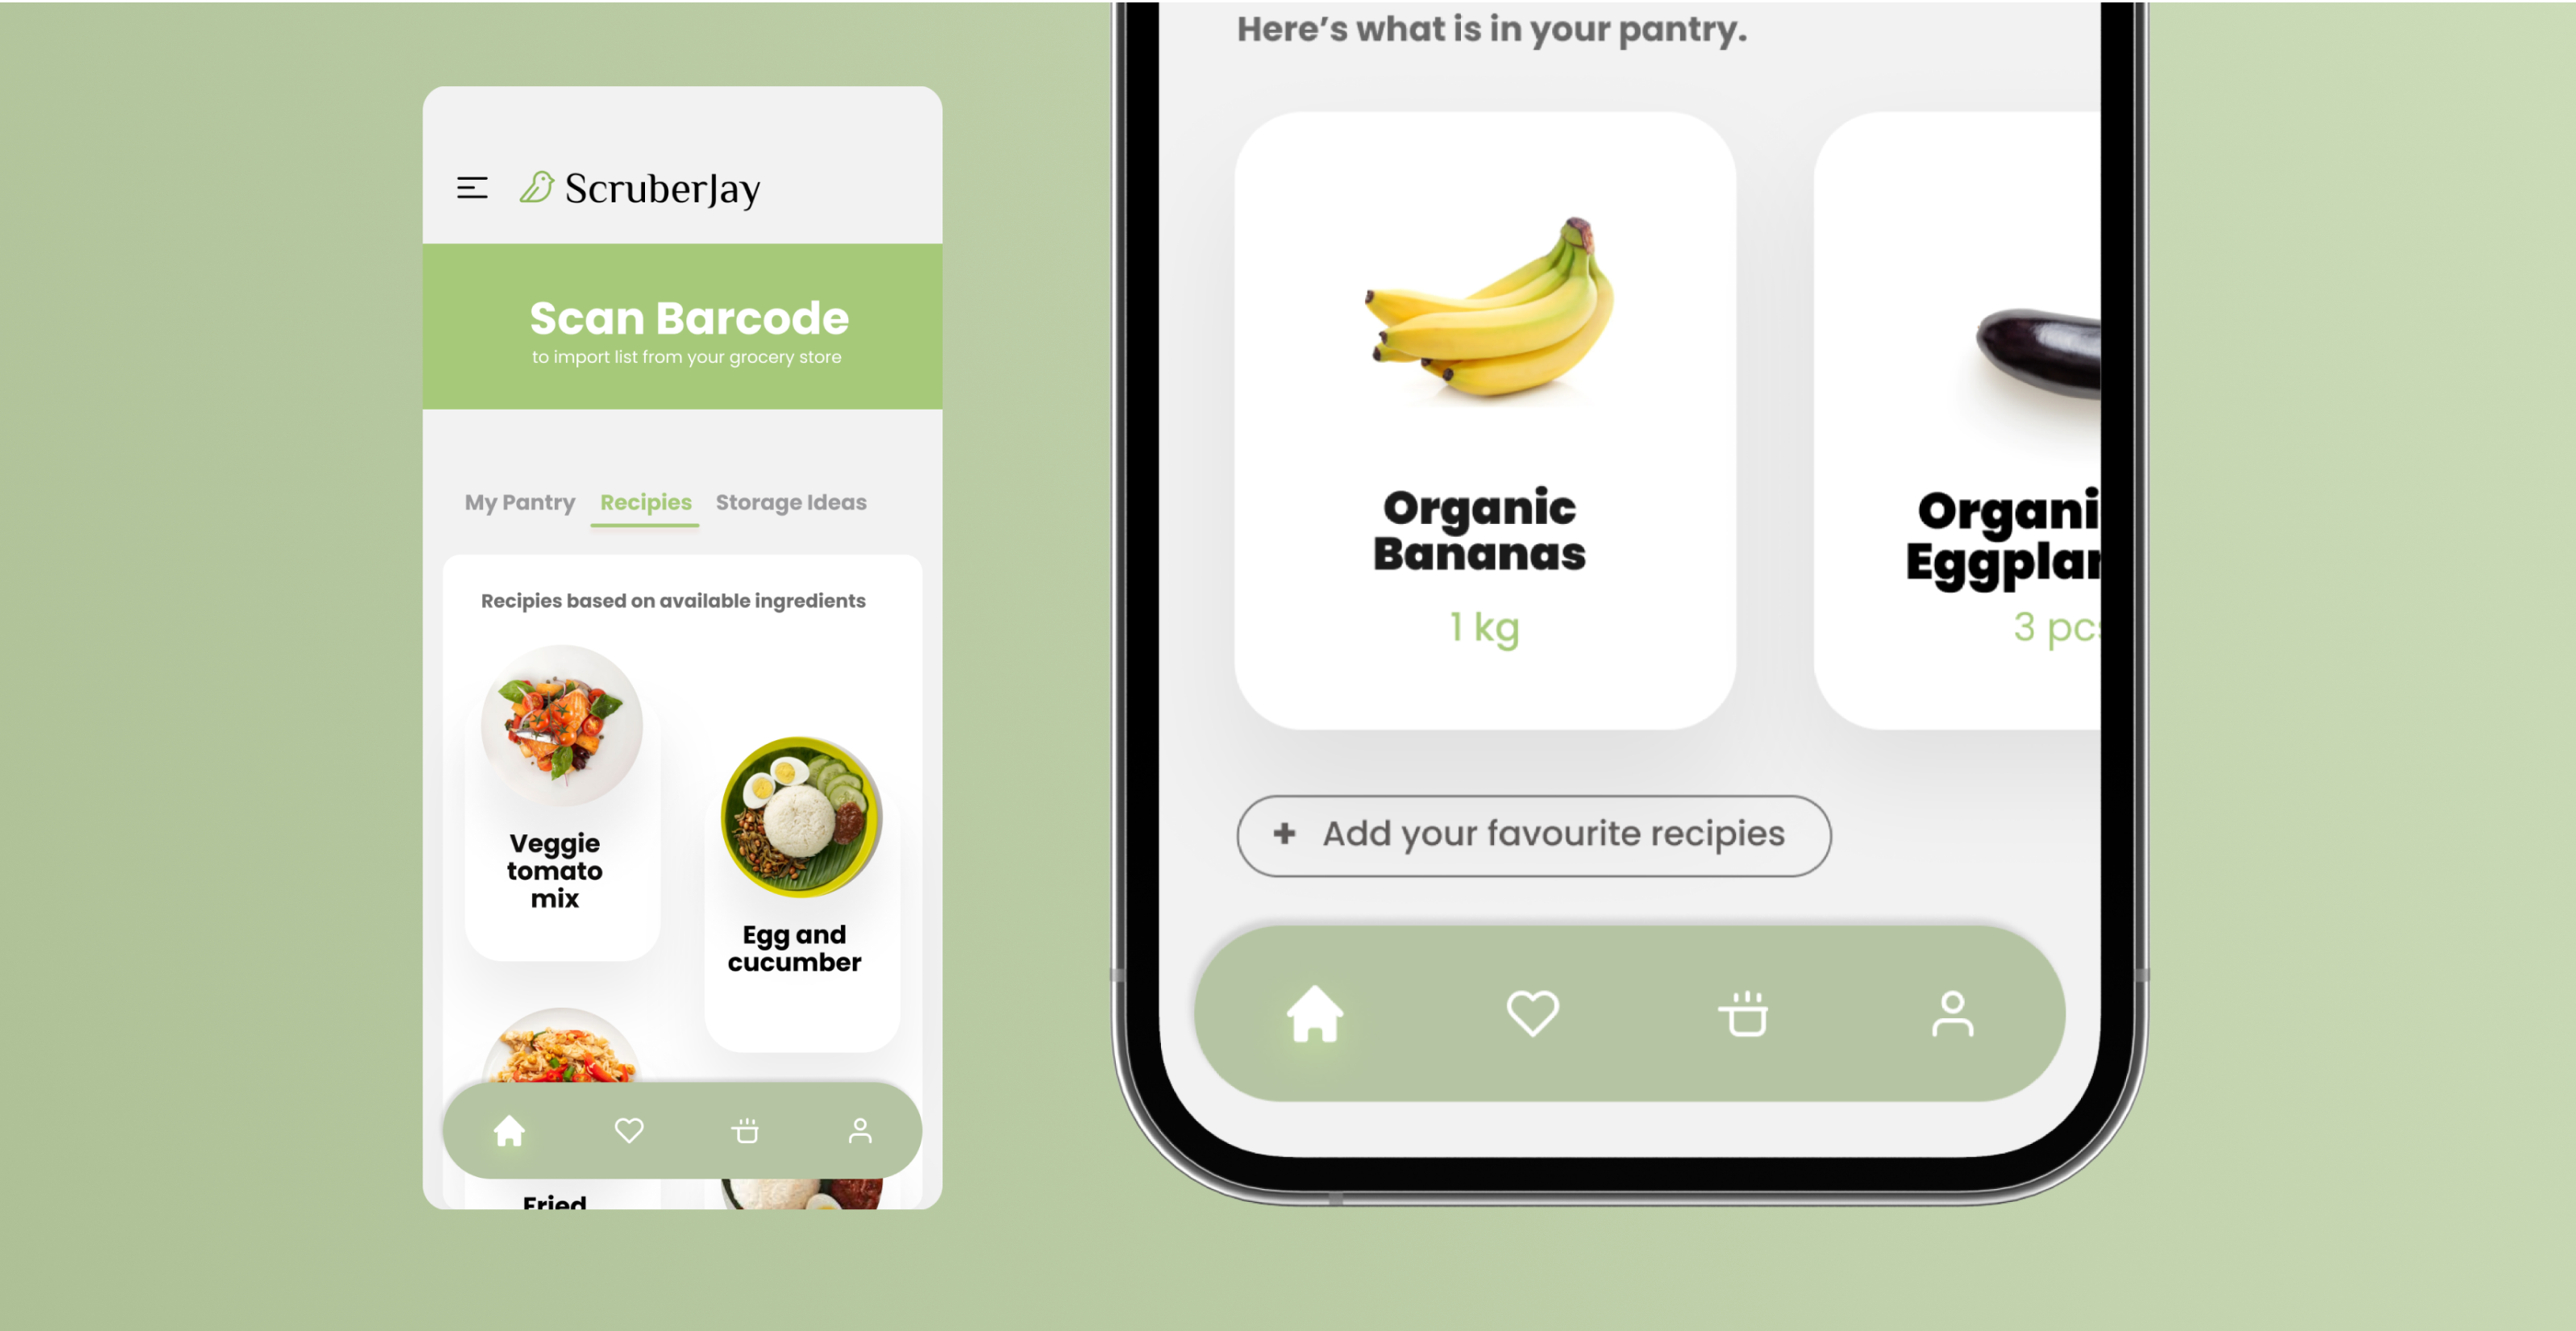 ScruberJay
Scan Barcode
to import list from your grocery store
My Pantry Recipies Storage Ideas
Recipies based on available ingredients
Veggie
tomato
mix
Egg and
cucumber
Fried
Here's what is in your pantry.
Organic
Bananas
1 kg
Organi
Eggplan
3 pcs
+ Add your favourite recipies